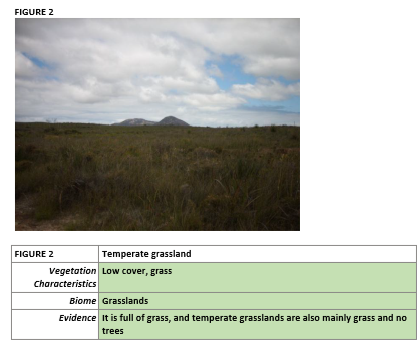 FIGURE 2
FIGURE 2 Temperate grassland
Vegetation Low cover, grass
Characteristics
Biome Grasslands
Evidence It is full of grass, and temperate grasslands are also mainly grass and no
trees